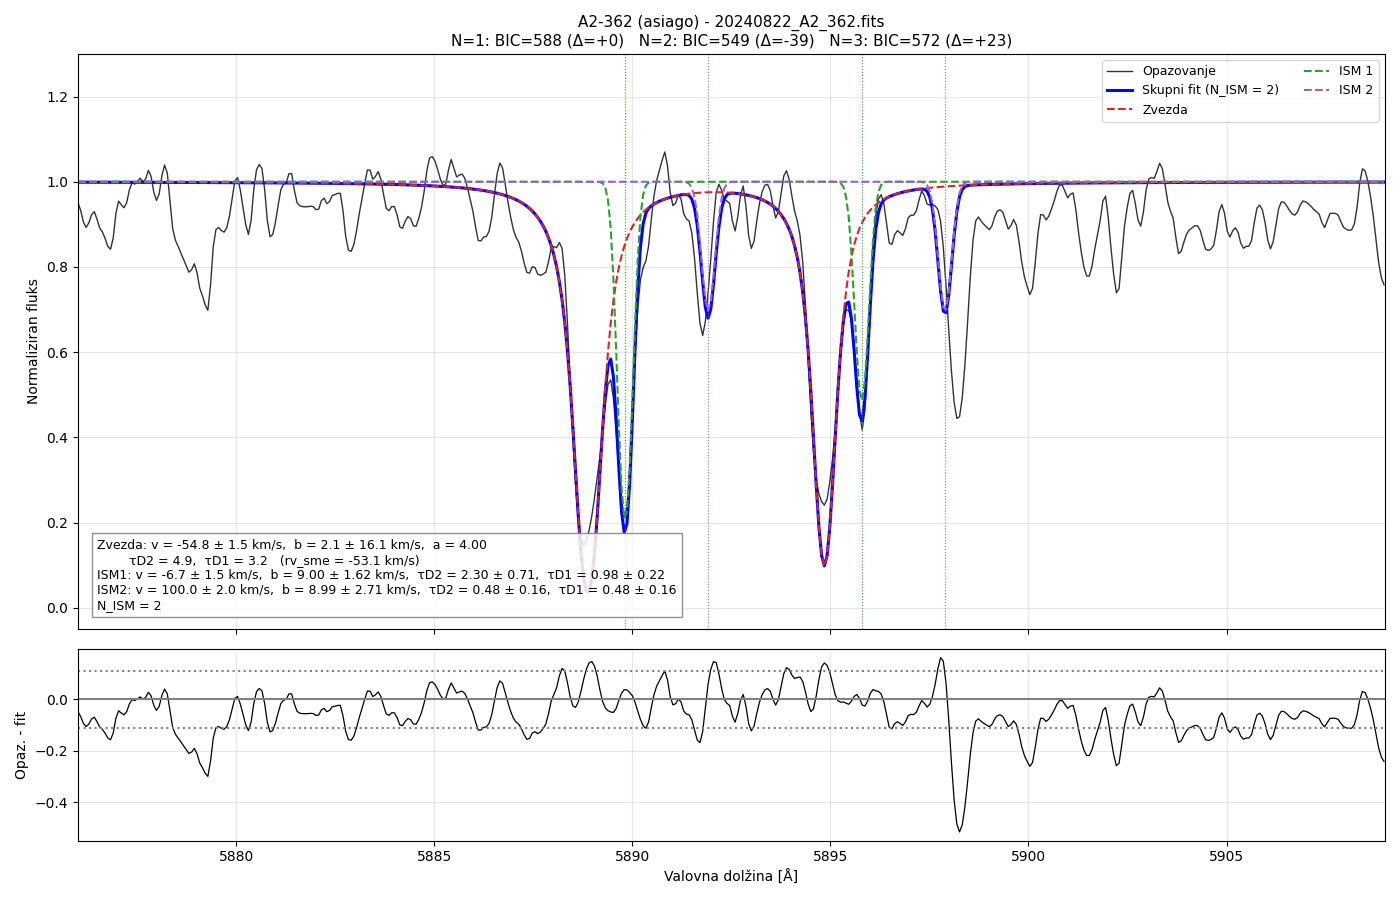 A2-362 (asiago) - 20240822_A2_362.fits
N=1: BIC=588 (Δ=+0)   N=2: BIC=549 (Δ=-39)   N=3: BIC=572 (Δ=+23)
Opazovanje
Skupni fit (N_ISM = 2)
Zvezda
ISM 1
ISM 2
Normaliziran fluks
1.2
1.0
0.8
0.6
0.4
0.2
0.0
Zvezda: v = -54.8 ± 1.5 km/s,  b = 2.1 ± 16.1 km/s,  a = 4.00
τD2 = 4.9,  τD1 = 3.2   (rv_sme = -53.1 km/s)
ISM1: v = -6.7 ± 1.5 km/s,  b = 9.00 ± 1.62 km/s,  τD2 = 2.30 ± 0.71,  τD1 = 0.98 ± 0.22
ISM2: v = 100.0 ± 2.0 km/s,  b = 8.99 ± 2.71 km/s,  τD2 = 0.48 ± 0.16,  τD1 = 0.48 ± 0.16
N_ISM = 2
Opaz. - fit
0.0
−0.2
−0.4
5880
5885
5890
5895
5900
5905
Valovna dolžina [Å]